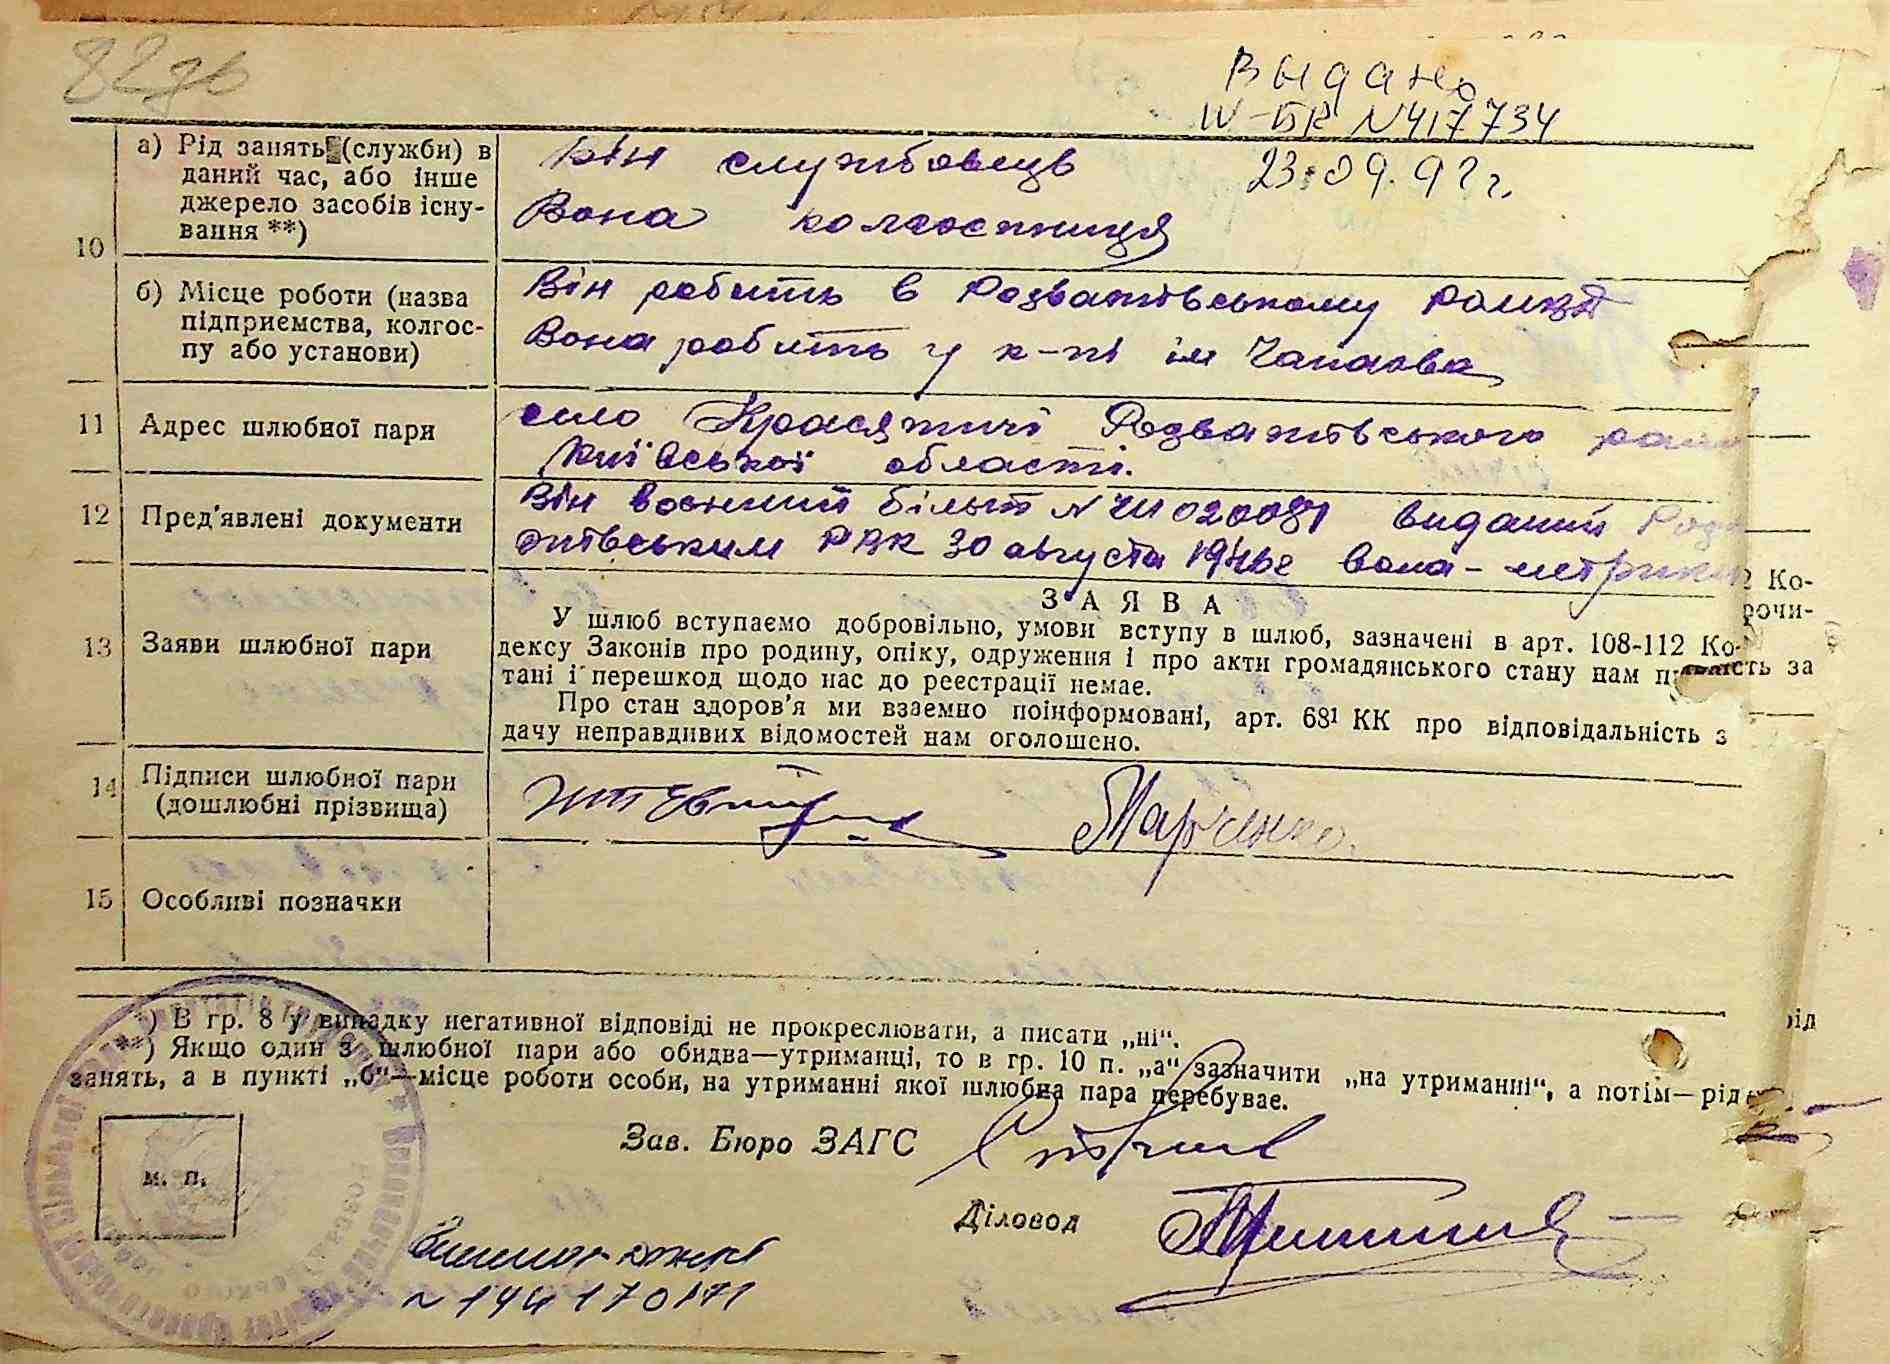 Выдано
IV-БК N417734
23.09.92 г.
10
а) Рід занять (служби) в
даний час, або інше
джерело засобів існу-
вання **)
Він службовець
Вона колгоспниця
б) Місце роботи (назва
підприємства, колгос-
пу або установи)
Він робить в Розважівському
Вона робить у к-пі ім Чапаєва
11
Адрес шлюбної пари
село Красятичі Розважівського
Київської області.
12
Пред'явлені документи
Він воєнний білет N виданий
РВК 30 августа 1946г вона - метрики
13
Заяви шлюбної пари
ЗАЯВА
У шлюб вступаємо добровільно, умови вступу в шлюб, зазначені в арт. 108-112 Ко-
дексу Законів про родину, опіку, одруження і про акти громадянського стану нам
тані і перешкод щодо нас до реєстрації немає.
Про стан здоров'я ми взаємно поінформовані, арт. 68¹ КК про відповідальність з
дачу неправдивих відомостей нам оголошено.
14
Підписи шлюбної пари
(дошлюбні прізвища)
Марченко.
15
Особливі позначки
*) В гр. 8 у випадку негативної відповіді не прокреслювати, а писати „ні“.
**) Якщо один з шлюбної пари або обидва—утриманці, то в гр. 10 п. „а“ зазначити „на утриманні“, а потім—рід
занять, а в пункті „б“—місце роботи особи, на утриманні якої шлюбна пара перебуває.
Зав. Бюро ЗАГС
м. п.
Діловод